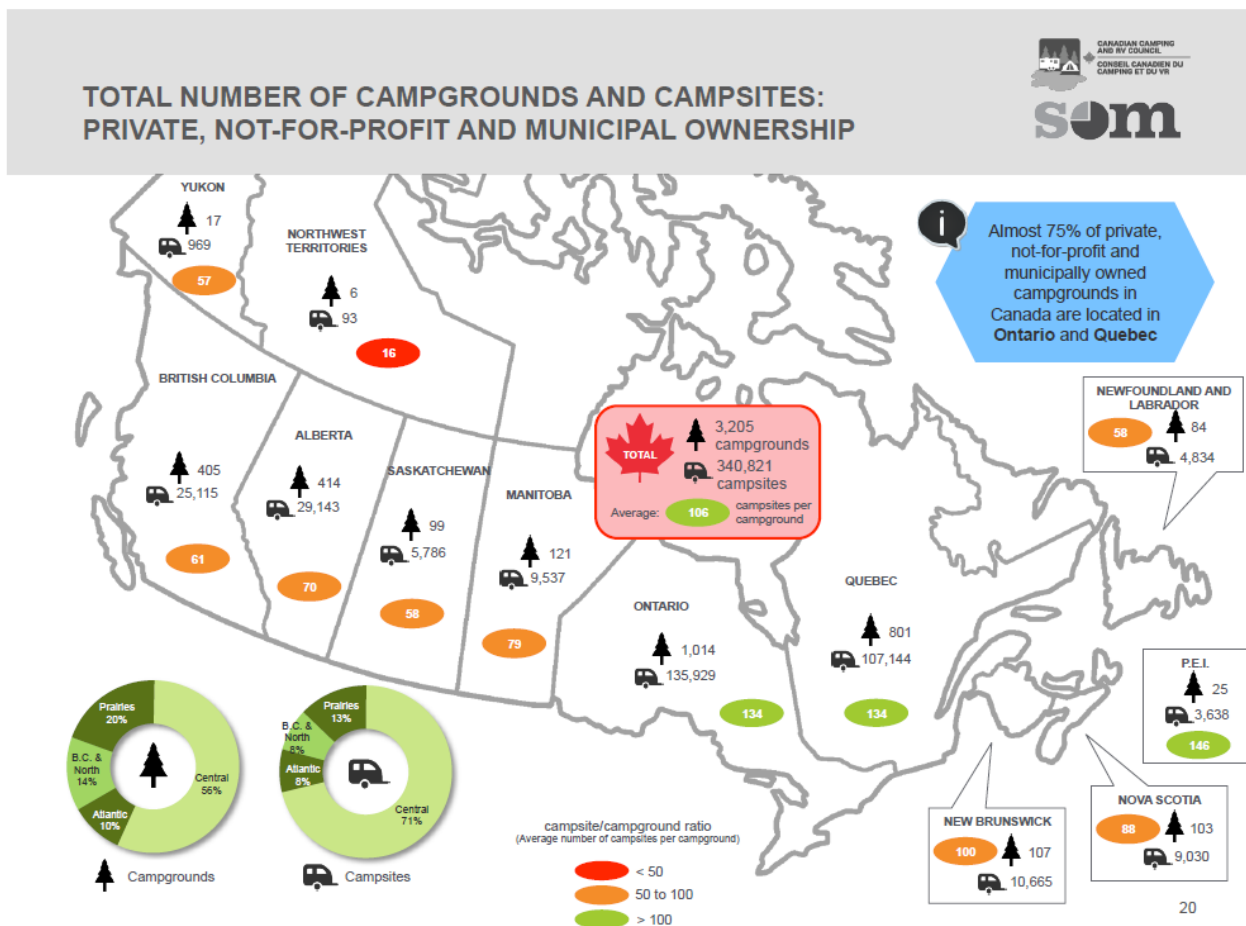 CANADIAN CAMPING
AND RV COUNCIL
CONSEIL CANADIEN DU
CAMPING ET DU VR
som
TOTAL NUMBER OF CAMPGROUNDS AND CAMPSITES:
PRIVATE, NOT-FOR-PROFIT AND MUNICIPAL OWNERSHIP
YUKON
17
969
57
NORTHWEST
TERRITORIES
6
93
16
i
Almost 75% of private,
not-for-profit and
municipally owned
campgrounds in
Canada are located in
Ontario and Quebec
BRITISH COLUMBIA
405
25,115
61
ALBERTA
414
29,143
70
SASKATCHEWAN
99
5,786
58
MANITOBA
121
9,537
79
TOTAL
3,205
campgrounds
340,821
campsites
Average:
106
campsites per
campground
NEWFOUNDLAND AND
LABRADOR
58
84
4,834
ONTARIO
1,014
135,929
134
QUEBEC
801
107,144
134
P.E.I.
25
3,638
146
NOVA SCOTIA
88
103
9,030
NEW BRUNSWICK
100
107
10,665
Prairies
20%
B.C. &
North
14%
Atlantic
10%
Central
56%
Campgrounds
Prairies
13%
B.C. &
North
8%
Atlantic
8%
Central
71%
Campsites
campsite/campground ratio
(Average number of campsites per campground)
< 50
50 to 100
> 100
20